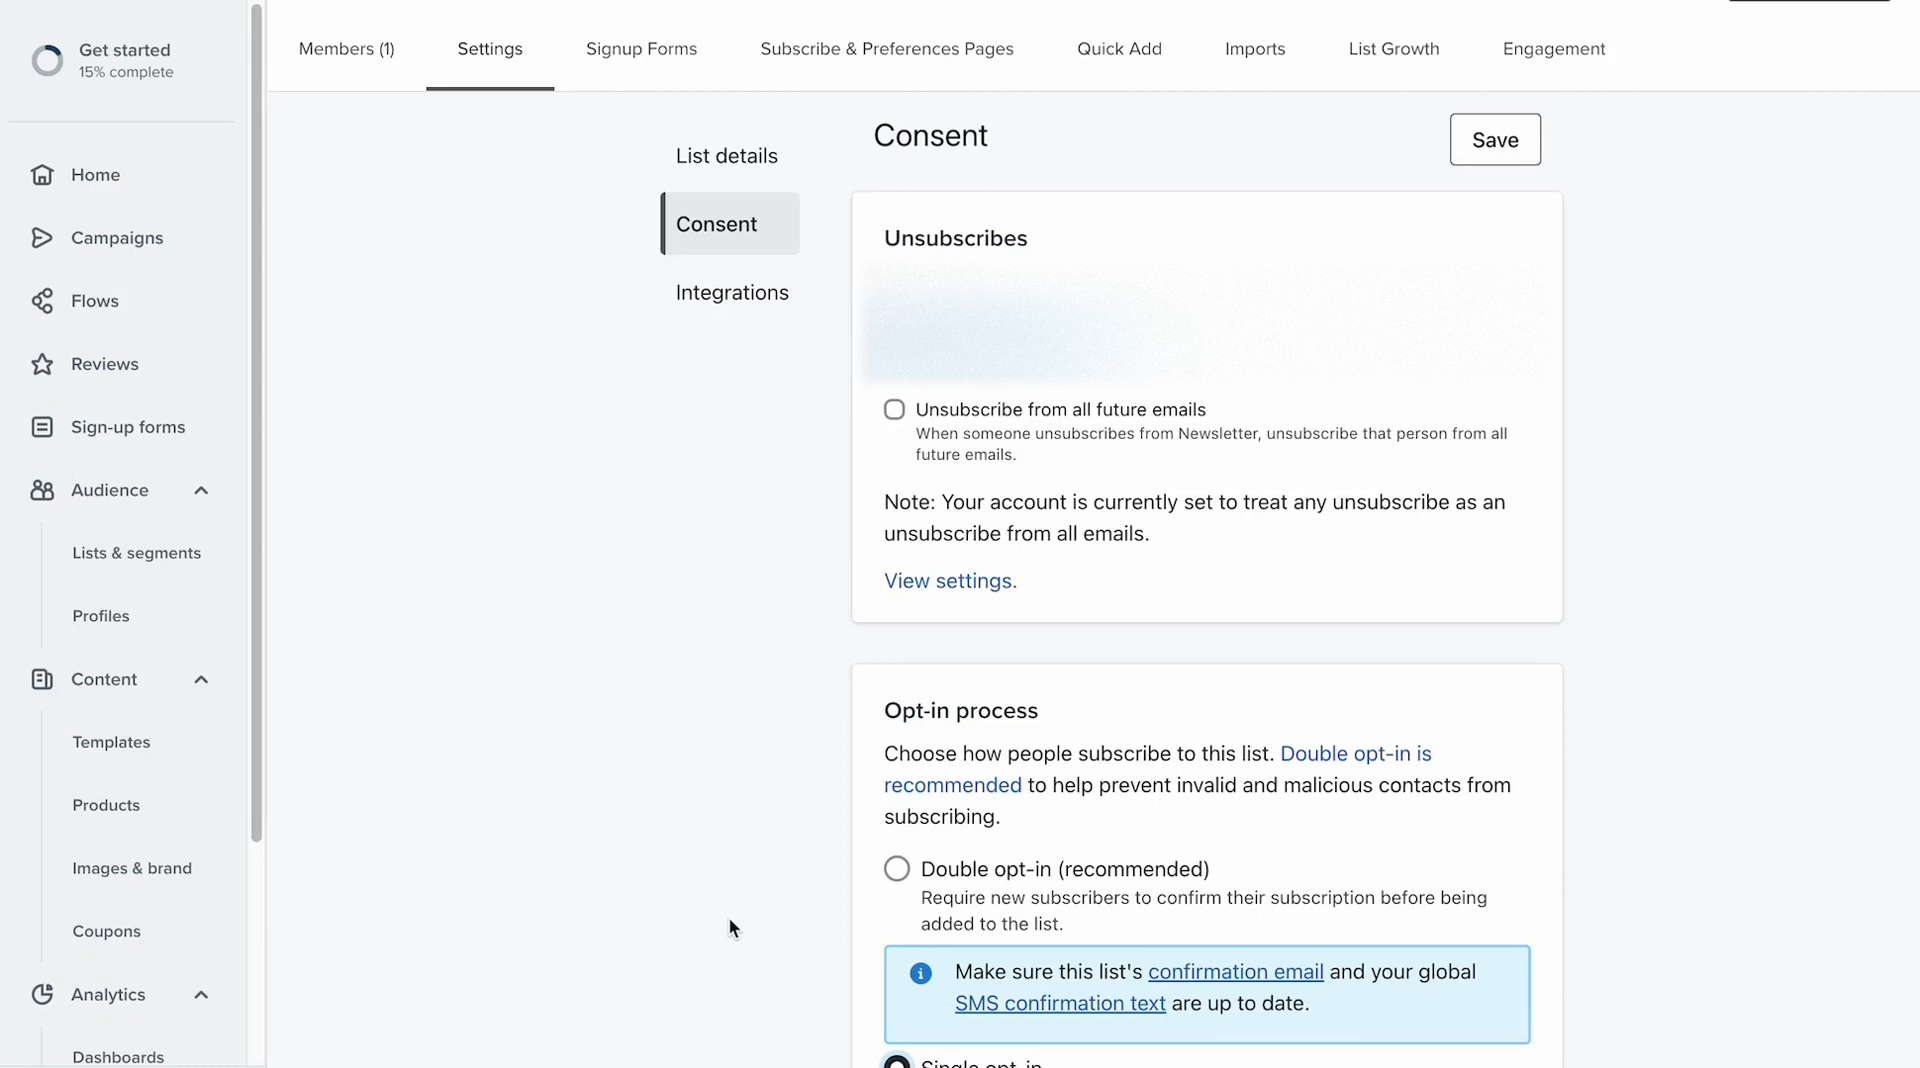 Get started
15% complete
Home
Campaigns
Flows
Reviews
Sign-up forms
Audience
Lists & segments
Profiles
Content
Templates
Products
Images & brand
Coupons
Analytics
Dashboards
Members (1)
Settings
Signup Forms
Subscribe & Preferences Pages
Quick Add
Imports
List Growth
Engagement
List details
Consent
Integrations
Consent
Save
Unsubscribes
Unsubscribe from all future emails
When someone unsubscribes from Newsletter, unsubscribe that person from all
future emails.
Note: Your account is currently set to treat any unsubscribe as an
unsubscribe from all emails.
View settings.
Opt-in process
Choose how people subscribe to this list. Double opt-in is
recommended to help prevent invalid and malicious contacts from
subscribing.
Double opt-in (recommended)
Require new subscribers to confirm their subscription before being
added to the list.
Make sure this list's confirmation email and your global
SMS confirmation text are up to date.
Single opt-in